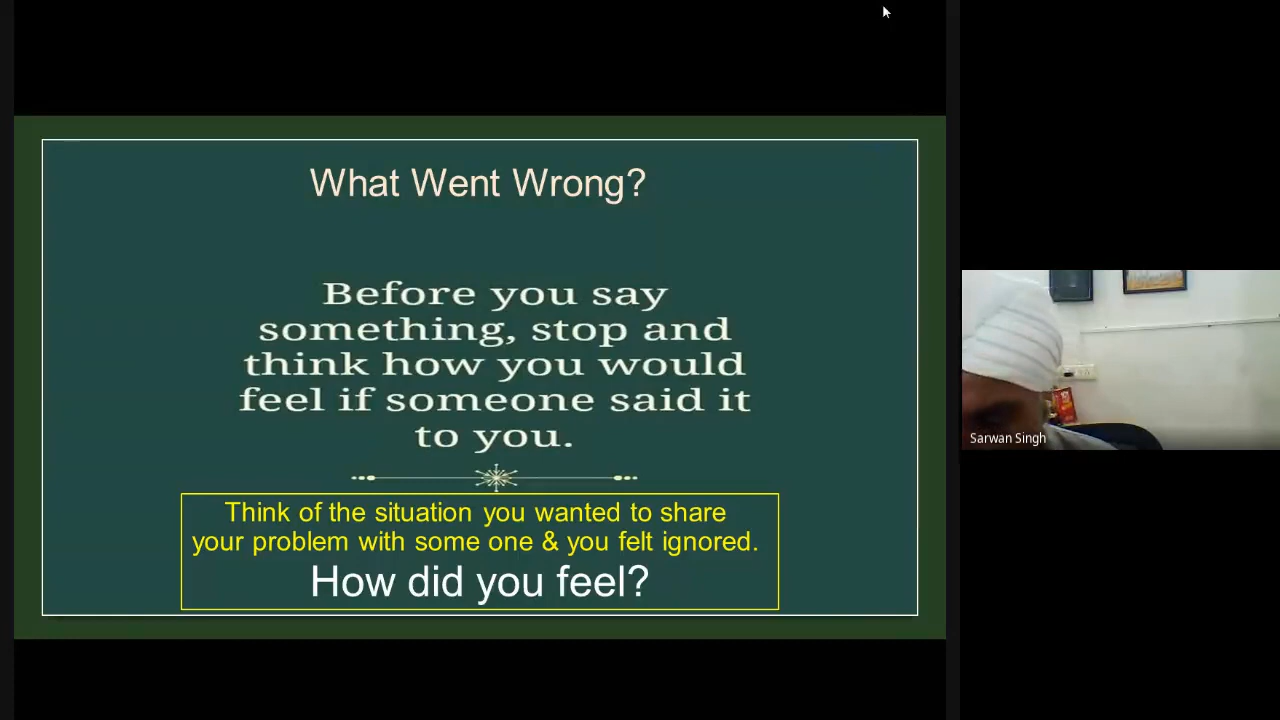 What Went Wrong?
Before you say
something, stop and
think how you would
feel if someone said it
to you.
Think of the situation you wanted to share
your problem with some one & you felt ignored.
How did you feel?
Sarwan Singh